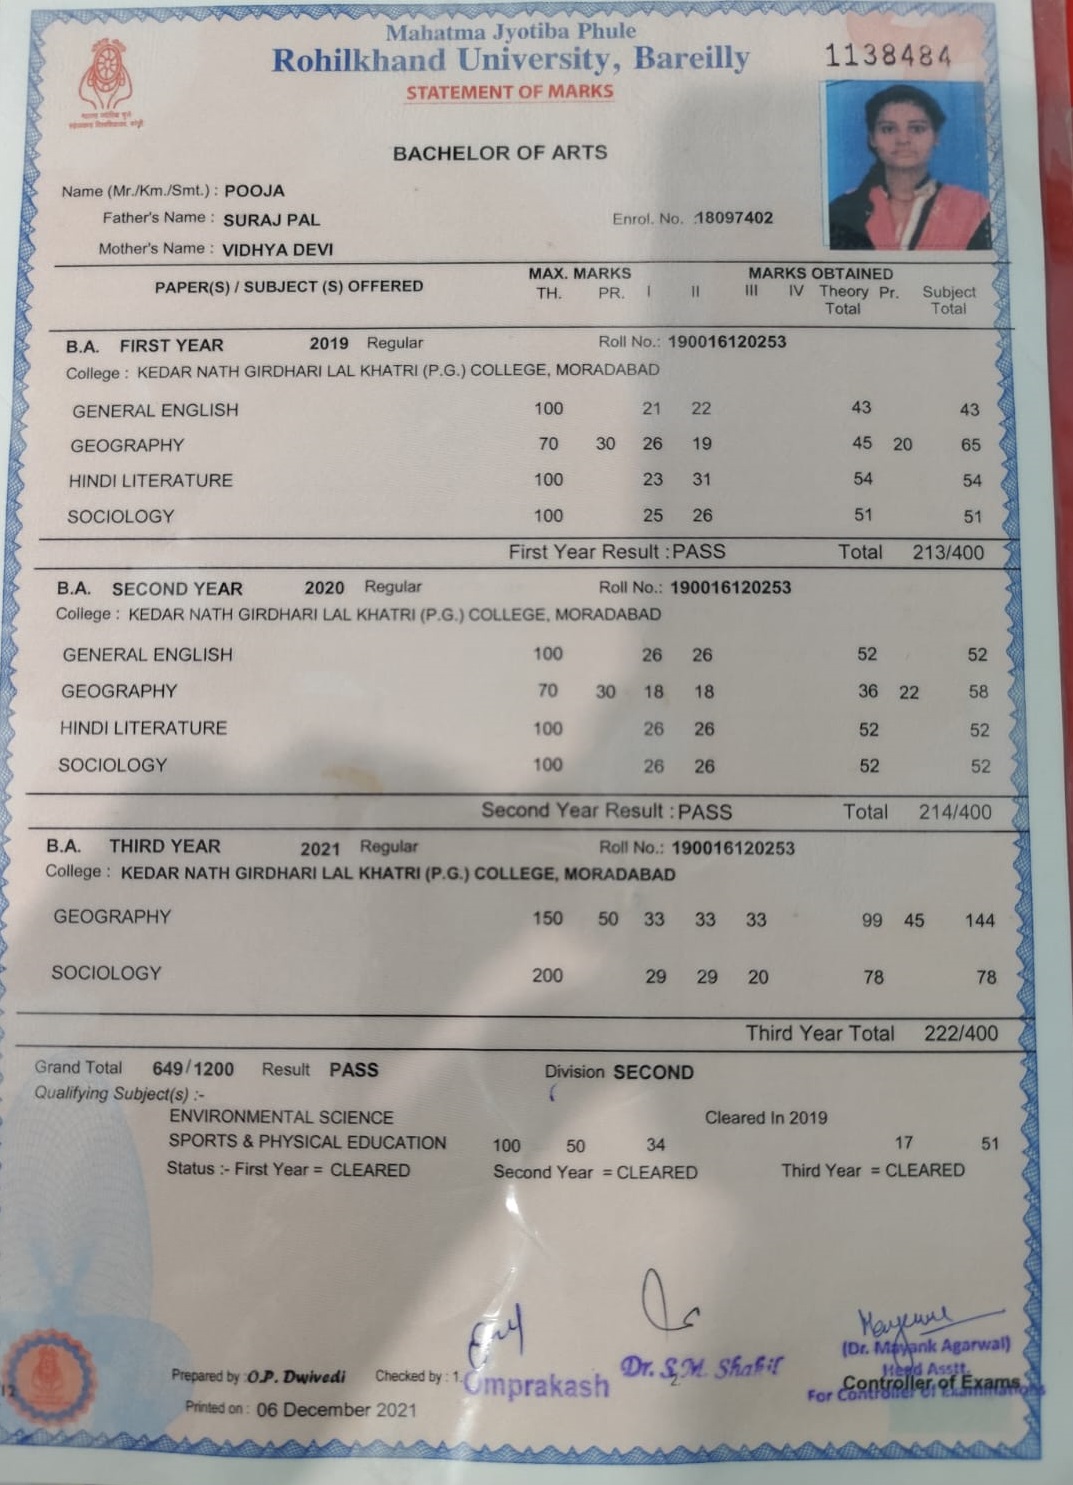 Mahatma Jyotiba Phule
Rohilkhand University, Bareilly
1138484
STATEMENT OF MARKS
BACHELOR OF ARTS
Name (Mr./Km./Smt.) : POOJA
Father's Name : SURAJ PAL Enrol. No. :18097402
Mother's Name : VIDHYA DEVI
PAPER(S) / SUBJECT (S) OFFERED MAX. MARKS MARKS OBTAINED
TH. PR. I II III IV Theory Total Pr. Subject Total
B.A. FIRST YEAR 2019 Regular Roll No.: 190016120253
College : KEDAR NATH GIRDHARI LAL KHATRI (P.G.) COLLEGE, MORADABAD
GENERAL ENGLISH 100 21 22 43 43
GEOGRAPHY 70 30 26 19 45 20 65
HINDI LITERATURE 100 23 31 54 54
SOCIOLOGY 100 25 26 51 51
First Year Result : PASS Total 213/400
B.A. SECOND YEAR 2020 Regular Roll No.: 190016120253
College : KEDAR NATH GIRDHARI LAL KHATRI (P.G.) COLLEGE, MORADABAD
GENERAL ENGLISH 100 26 26 52 52
GEOGRAPHY 70 30 18 18 36 22 58
HINDI LITERATURE 100 26 26 52 52
SOCIOLOGY 100 26 26 52 52
Second Year Result : PASS Total 214/400
B.A. THIRD YEAR 2021 Regular Roll No.: 190016120253
College : KEDAR NATH GIRDHARI LAL KHATRI (P.G.) COLLEGE, MORADABAD
GEOGRAPHY 150 50 33 33 33 99 45 144
SOCIOLOGY 200 29 29 20 78 78
Third Year Total 222/400
Grand Total 649/1200 Result PASS Division SECOND
Qualifying Subject(s) :-
ENVIRONMENTAL SCIENCE Cleared In 2019
SPORTS & PHYSICAL EDUCATION 100 50 34 17 51
Status :- First Year = CLEARED Second Year = CLEARED Third Year = CLEARED
(Dr. Mayank Agarwal)
Head Asstt.
Prepared by : O.P. Dwivedi Checked by : 1. Omprakash 2. Dr. S.M. Shakif Controller of Exams
For Controller of Examinations
Printed on : 06 December 2021